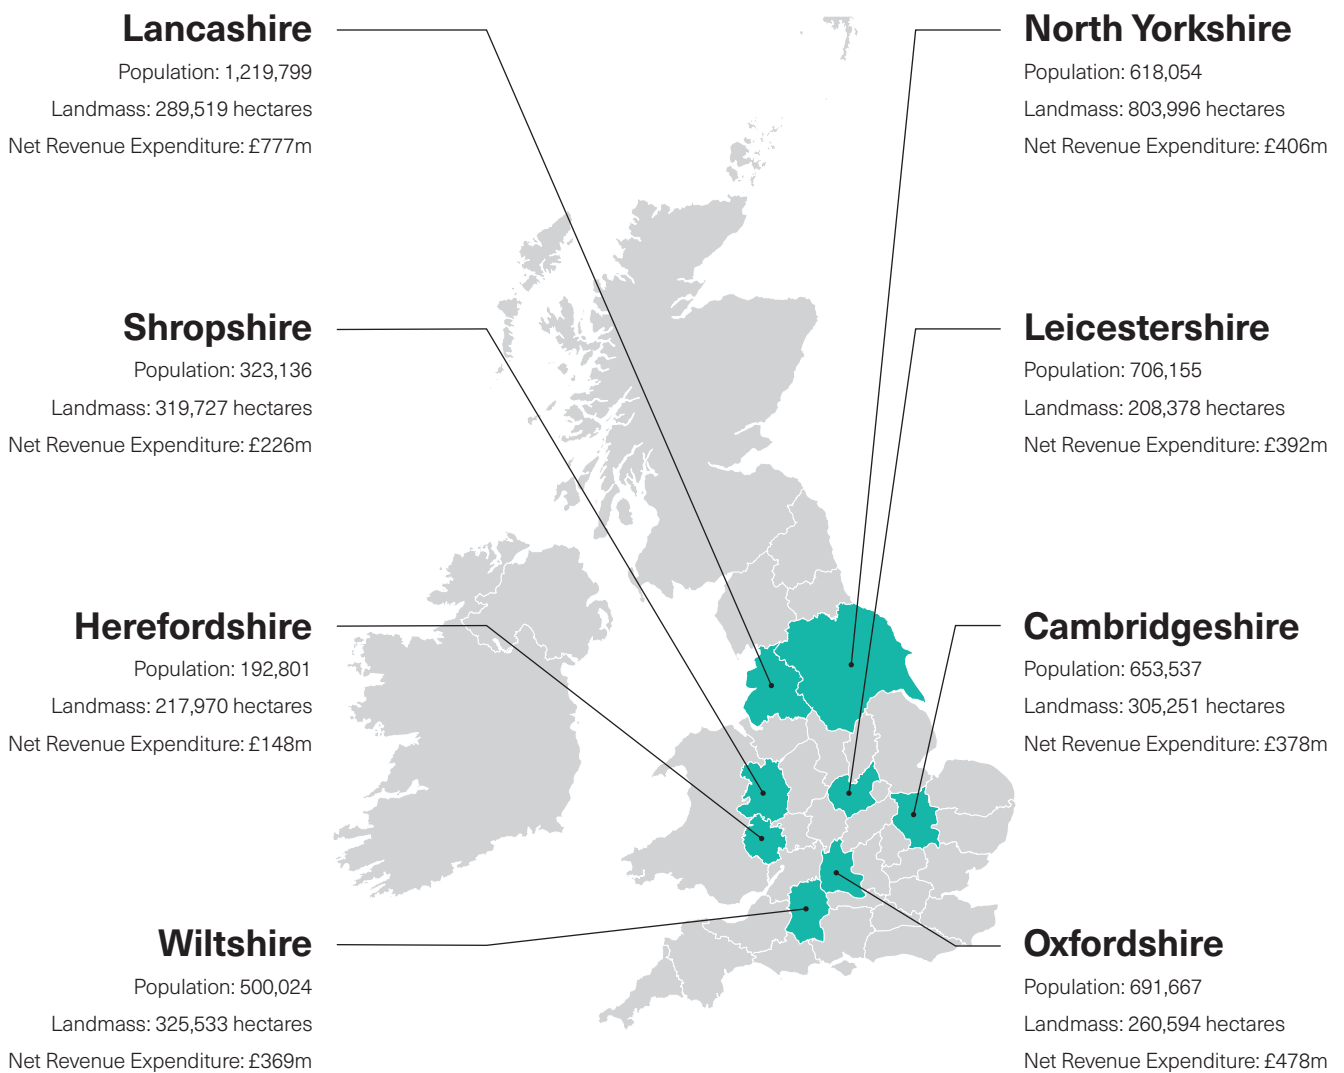 Lancashire
Population: 1,219,799
Landmass: 289,519 hectares
Net Revenue Expenditure: £777m
North Yorkshire
Population: 618,054
Landmass: 803,996 hectares
Net Revenue Expenditure: £406m
Shropshire
Population: 323,136
Landmass: 319,727 hectares
Net Revenue Expenditure: £226m
Leicestershire
Population: 706,155
Landmass: 208,378 hectares
Net Revenue Expenditure: £392m
Herefordshire
Population: 192,801
Landmass: 217,970 hectares
Net Revenue Expenditure: £148m
Cambridgeshire
Population: 653,537
Landmass: 305,251 hectares
Net Revenue Expenditure: £378m
Wiltshire
Population: 500,024
Landmass: 325,533 hectares
Net Revenue Expenditure: £369m
Oxfordshire
Population: 691,667
Landmass: 260,594 hectares
Net Revenue Expenditure: £478m